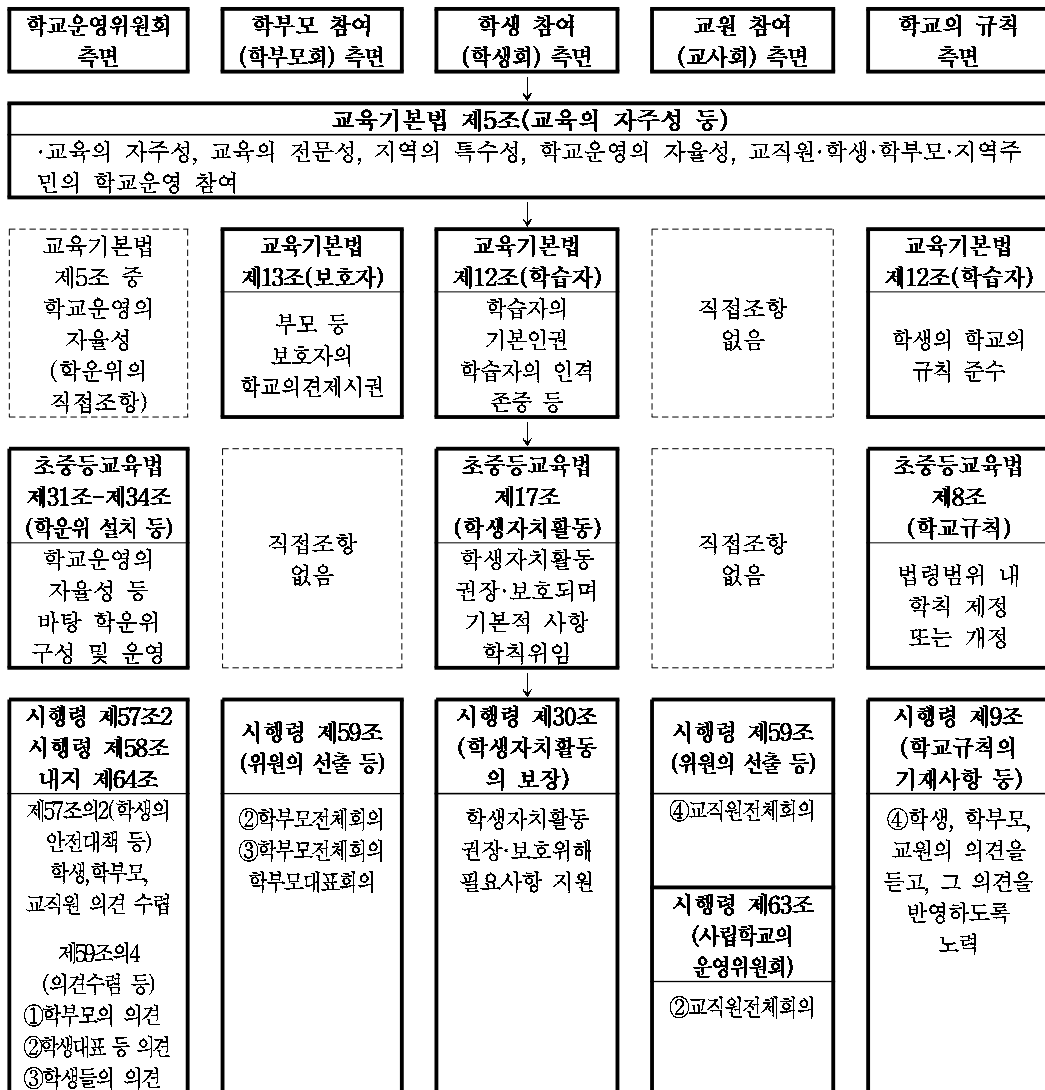 학교운영위원회
측면
학부모 참여
(학부모회) 측면
학생 참여
(학생회) 측면
교원 참여
(교사회) 측면
학교의 규칙
측면
교육기본법 제5조(교육의 자주성 등)
·교육의 자주성, 교육의 전문성, 지역의 특수성, 학교운영의 자율성, 교직원·학생·학부모·지역주
민의 학교운영 참여
교육기본법
제5조 중
학교운영의
자율성
(학운위의
직접조항)
교육기본법
제13조(보호자)
부모 등
보호자의
학교의견제시권
교육기본법
제12조(학습자)
학습자의
기본인권
학습자의 인격
존중 등
직접조항
없음
교육기본법
제12조(학습자)
학생의 학교의
규칙 준수
초중등교육법
제31조-제34조
(학운위 설치 등)
학교운영의
자율성 등
바탕 학운위
구성 및 운영
직접조항
없음
초중등교육법
제17조
(학생자치활동)
학생자치활동
권장·보호되며
기본적 사항
학칙위임
직접조항
없음
초중등교육법
제8조
(학교규칙)
법령범위 내
학칙 제정
또는 개정
시행령 제57조2
시행령 제58조
내지 제64조
제57조의2(학생의
안전대책 등)
학생,학부모,
교직원 의견 수렴
제59조의4
(의견수렴 등)
①학부모의 의견
②학생대표 등 의견
③학생들의 의견
시행령 제59조
(위원의 선출 등)
②학부모전체회의
③학부모전체회의
학부모대표회의
시행령 제30조
(학생자치활동
의 보장)
학생자치활동
권장·보호위해
필요사항 지원
시행령 제59조
(위원의 선출 등)
④교직원전체회의
시행령 제63조
(사립학교의
운영위원회)
②교직원전체회의
시행령 제9조
(학교규칙의
기재사항 등)
④학생, 학부모,
교원의 의견을
듣고, 그 의견을
반영하도록
노력